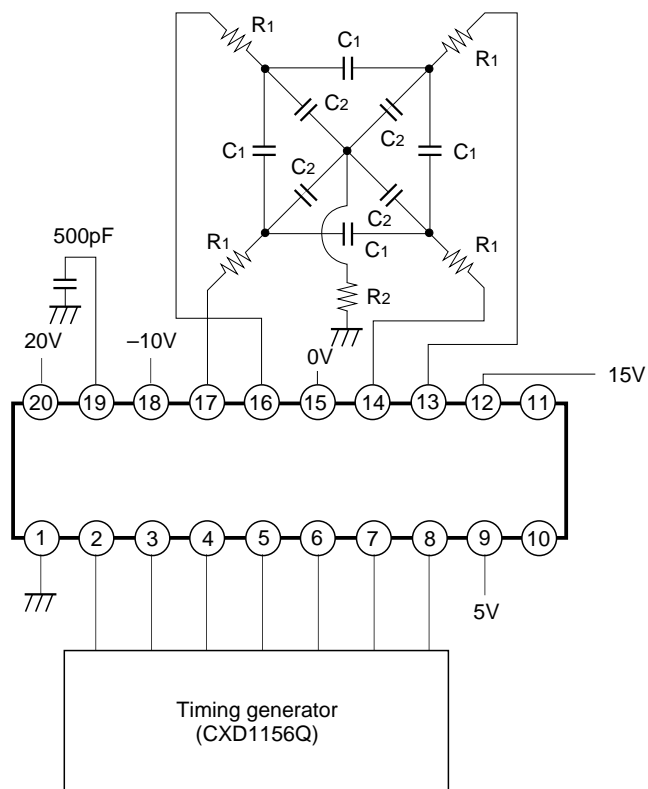 R1
C1
R1
C2
C2
C1
C2
C1
C2
R1
C1
R1
500pF
R2
20V
–10V
0V
15V
20
19
18
17
16
15
14
13
12
11
1
2
3
4
5
6
7
8
9
10
5V
Timing generator
(CXD1156Q)